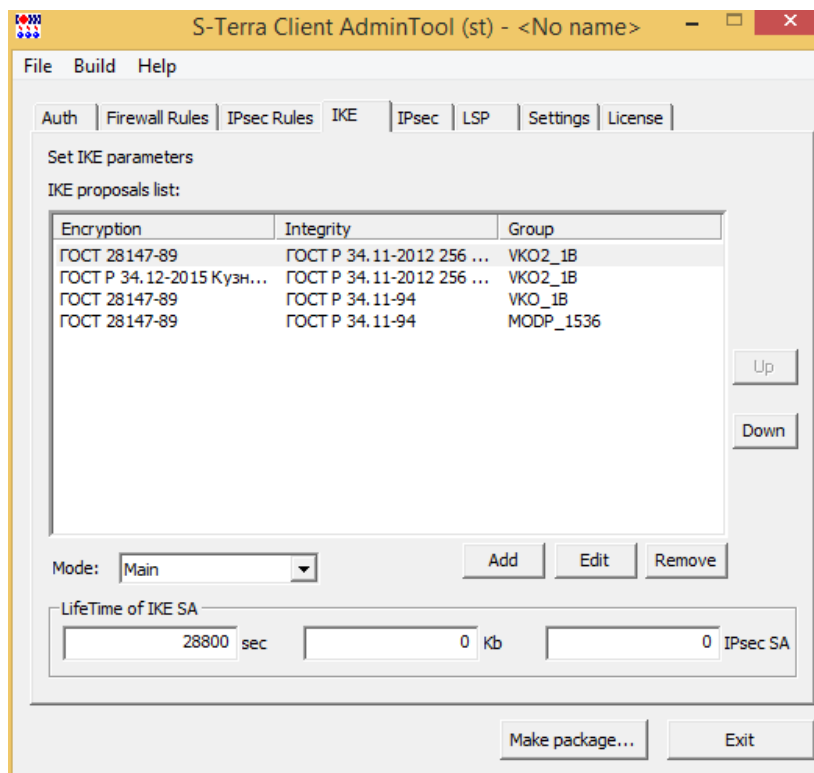 S-Terra Client AdminTool (st) - <No name>
File Build Help
Auth Firewall Rules IPsec Rules IKE IPsec LSP Settings License
Set IKE parameters
IKE proposals list:
Encryption Integrity Group
ГОСТ 28147-89 ГОСТ Р 34.11-2012 256 ... VKO2_1B
ГОСТ Р 34.12-2015 Кузн... ГОСТ Р 34.11-2012 256 ... VKO2_1B
ГОСТ 28147-89 ГОСТ Р 34.11-94 VKO_1B
ГОСТ 28147-89 ГОСТ Р 34.11-94 MODP_1536
Up
Down
Add Edit Remove
Mode: Main
LifeTime of IKE SA
28800 sec 0 Kb 0 IPsec SA
Make package... Exit